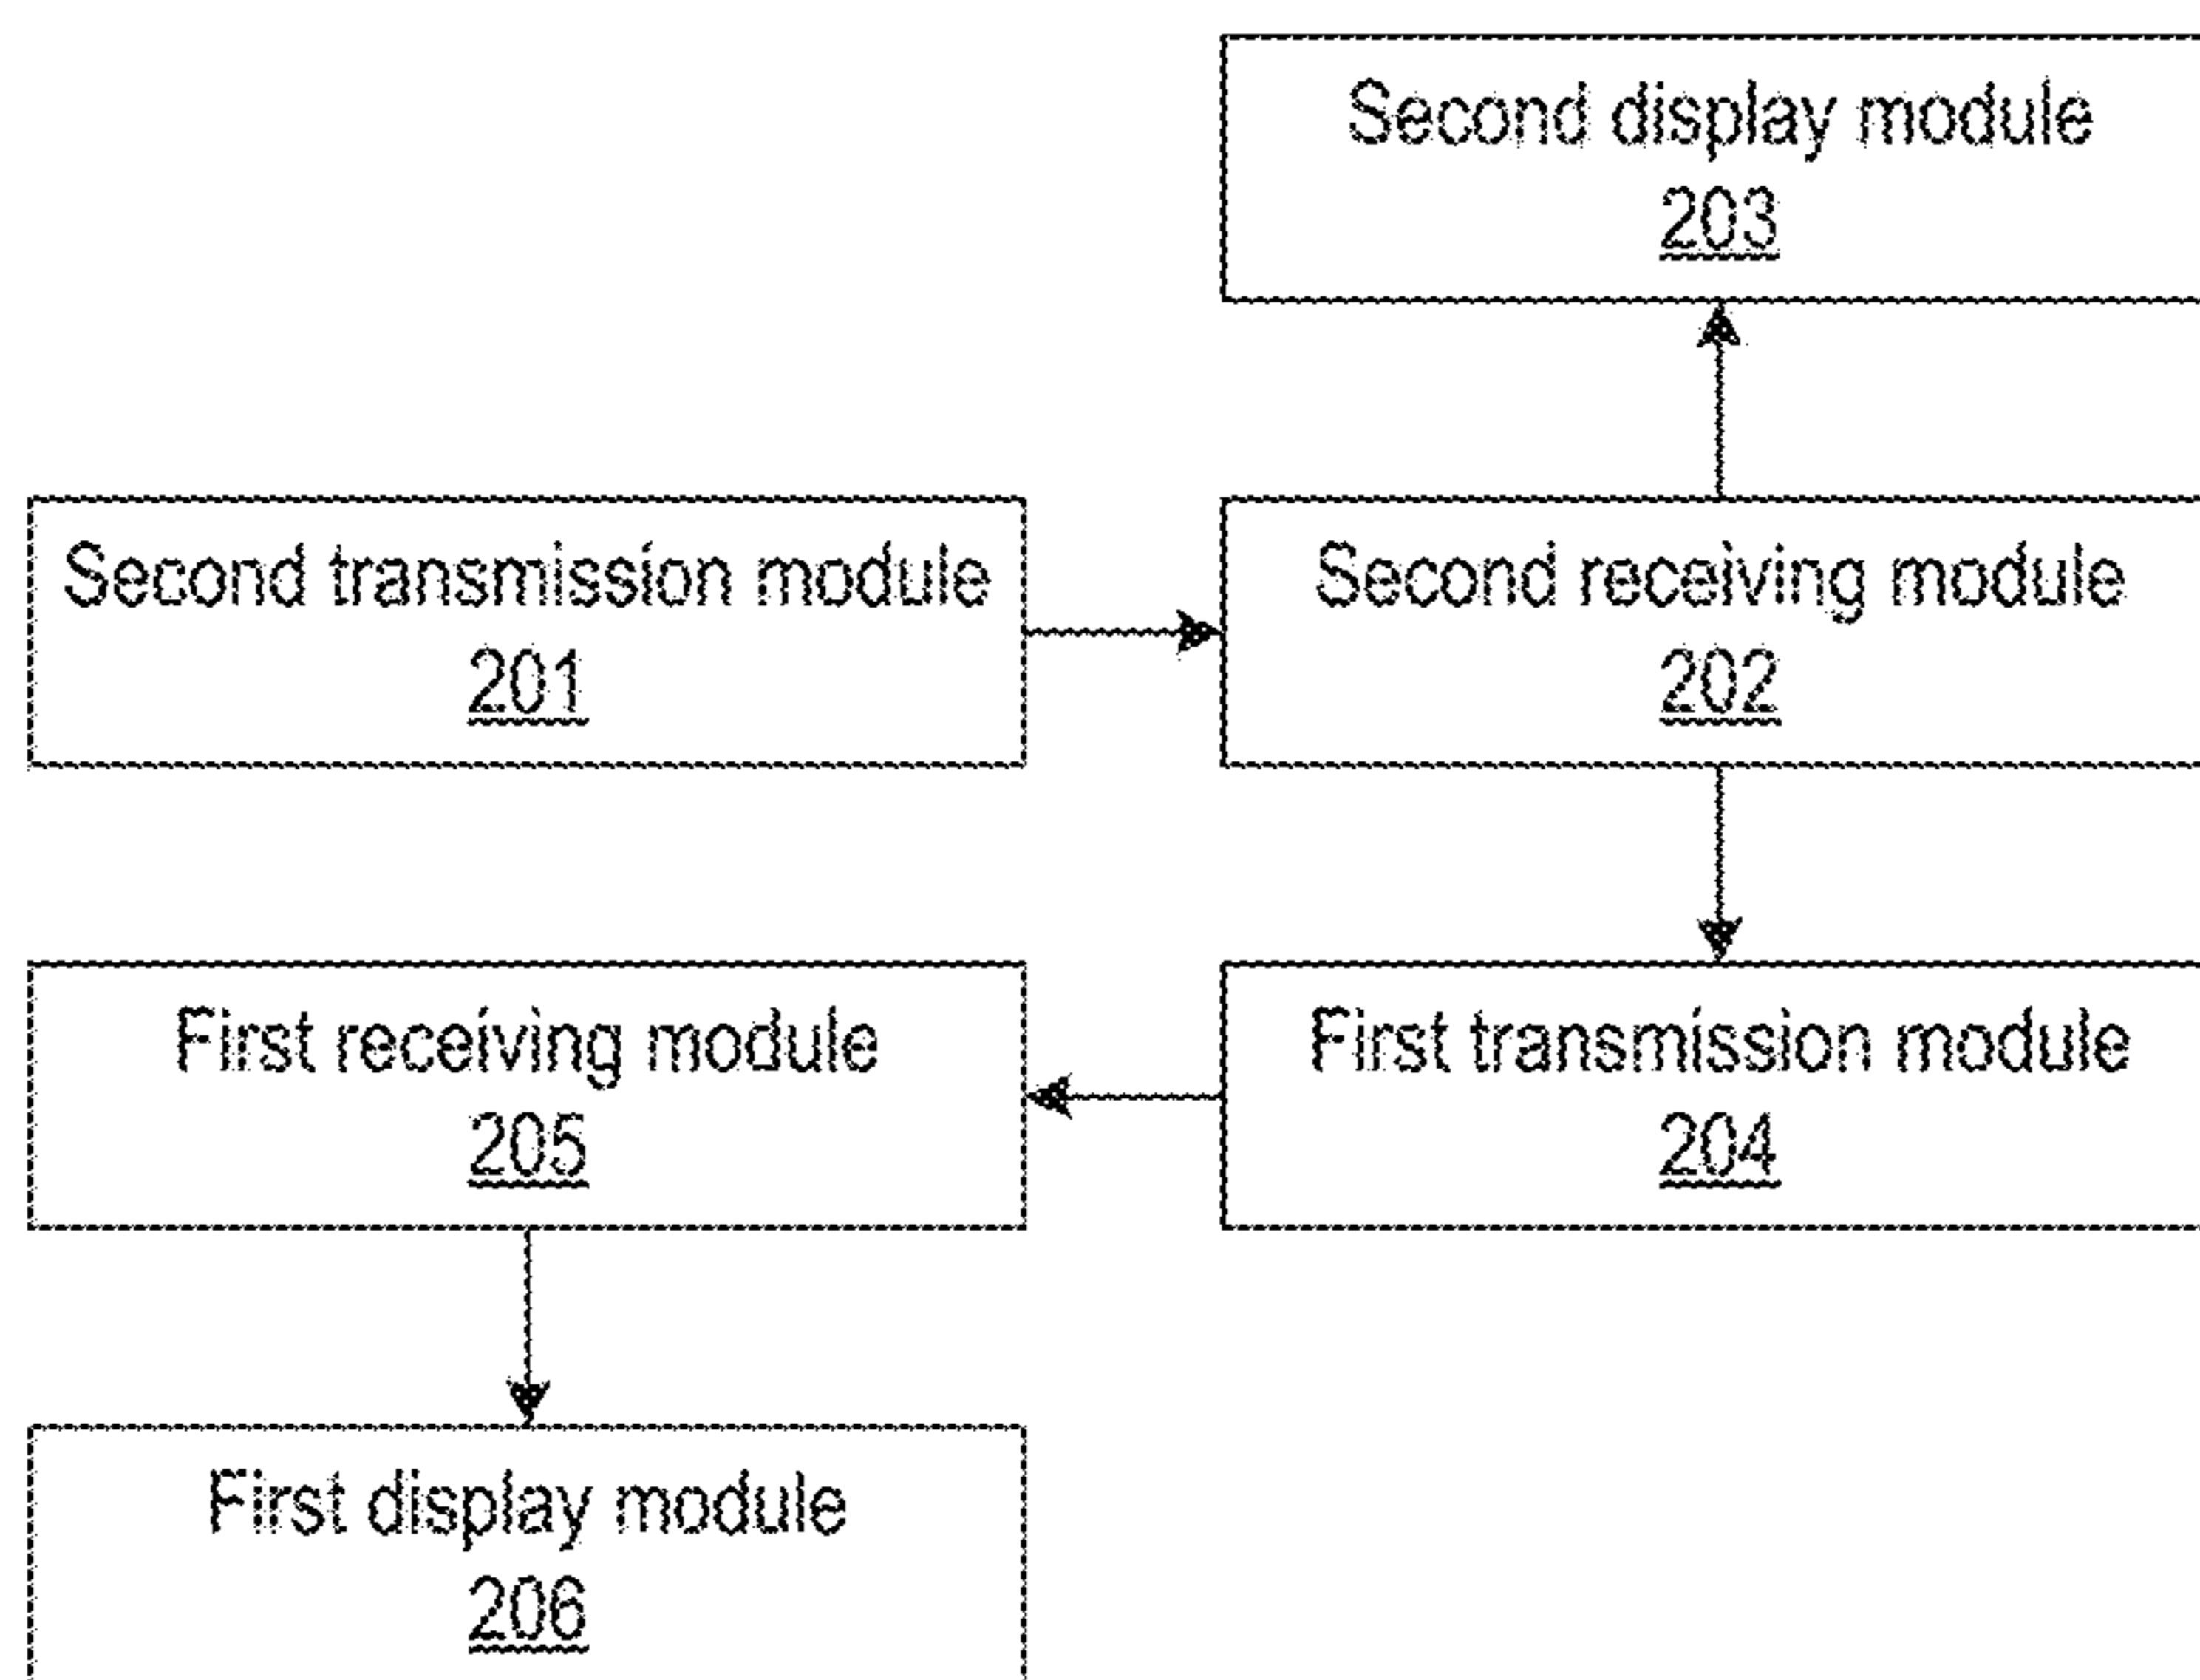 Second display module
203
Second transmission module
201
Second receiving module
202
First receiving module
205
First transmission module
204
First display module
206